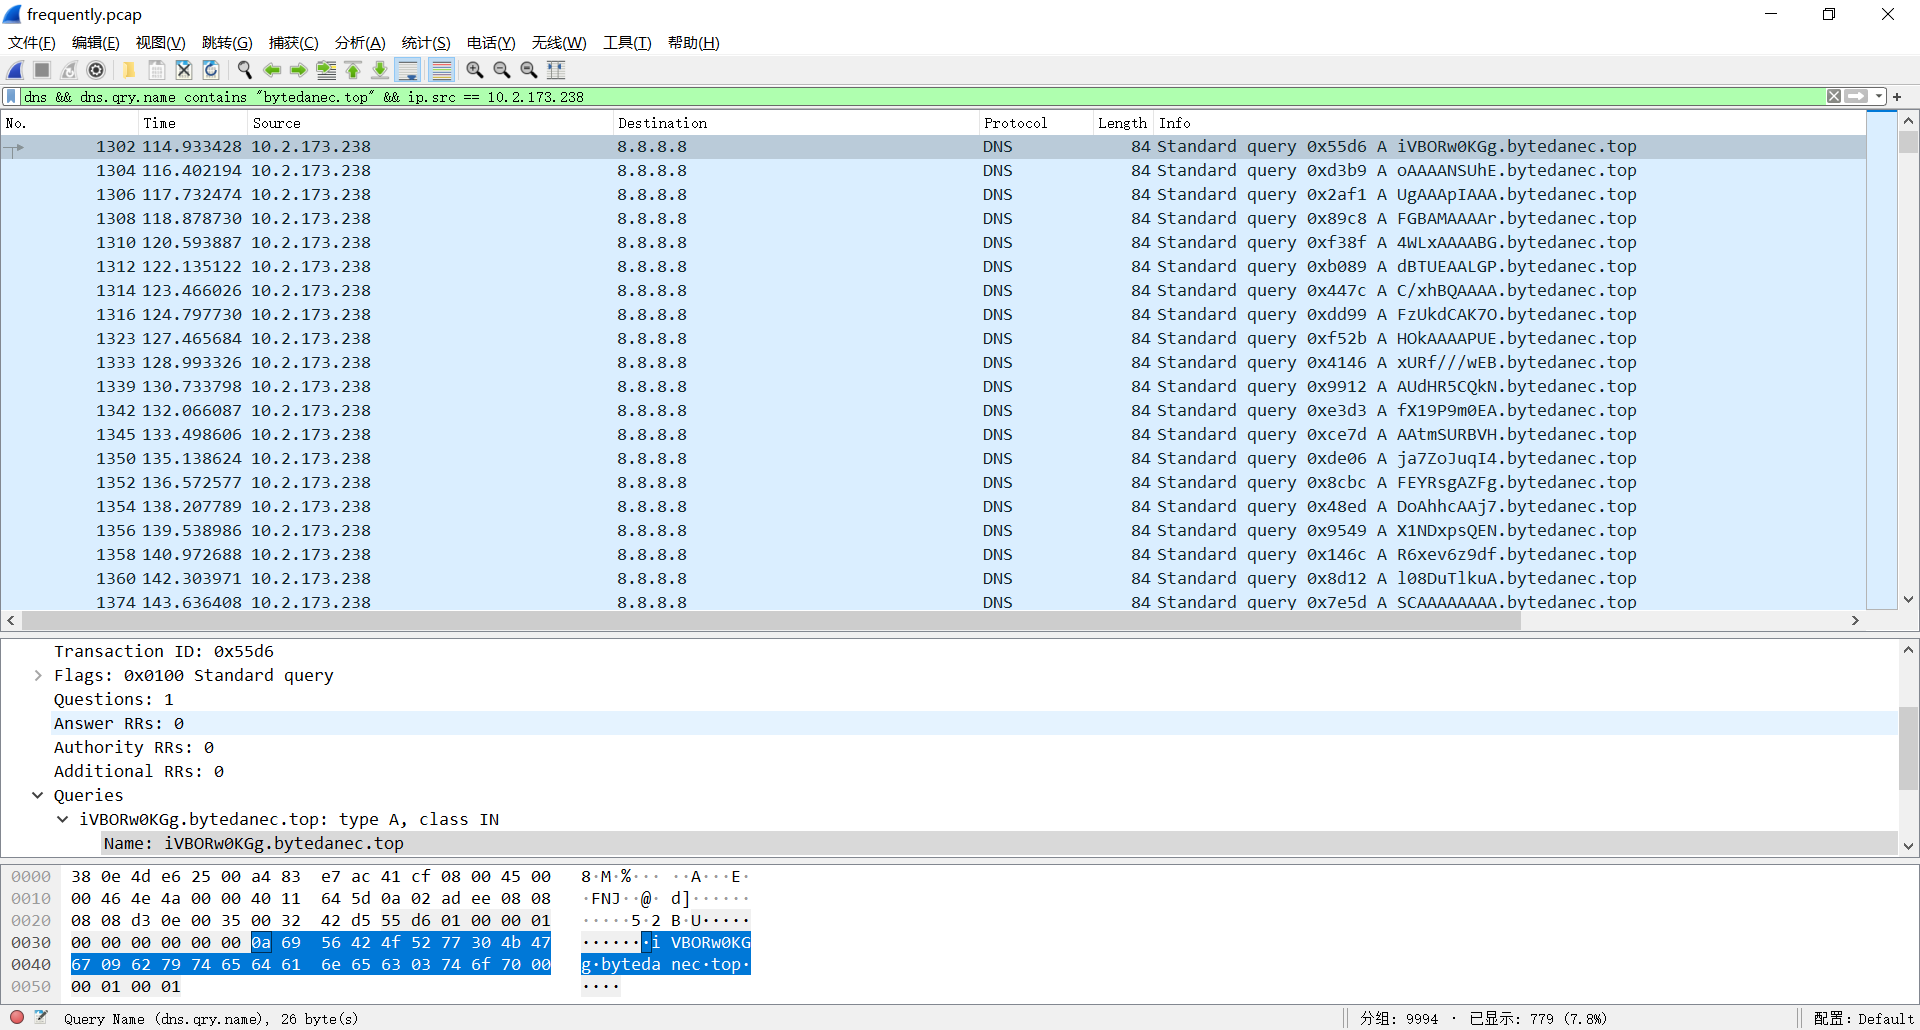 frequently.pcap
文件(F) 编辑(E) 视图(V) 跳转(G) 捕获(C) 分析(A) 统计(S) 电话(Y) 无线(W) 工具(T) 帮助(H)
dns && dns.qry.name contains "bytedanec.top" && ip.src == 10.2.173.238
No. Time Source Destination Protocol Length Info
1302 114.933428 10.2.173.238 8.8.8.8 DNS 84 Standard query 0x55d6 A iVBORw0KGg.bytedanec.top
1304 116.402194 10.2.173.238 8.8.8.8 DNS 84 Standard query 0xd3b9 A oAAAANSUhE.bytedanec.top
1306 117.732474 10.2.173.238 8.8.8.8 DNS 84 Standard query 0x2af1 A UgAAApIAAA.bytedanec.top
1308 118.878730 10.2.173.238 8.8.8.8 DNS 84 Standard query 0x89c8 A FGBAMAAAAr.bytedanec.top
1310 120.593887 10.2.173.238 8.8.8.8 DNS 84 Standard query 0xf38f A 4WLxAAAABG.bytedanec.top
1312 122.135122 10.2.173.238 8.8.8.8 DNS 84 Standard query 0xb089 A dBTUEAALGP.bytedanec.top
1314 123.466026 10.2.173.238 8.8.8.8 DNS 84 Standard query 0x447c A C/xhBQAAAA.bytedanec.top
1316 124.797730 10.2.173.238 8.8.8.8 DNS 84 Standard query 0xdd99 A FzUkdCAK7O.bytedanec.top
1323 127.465684 10.2.173.238 8.8.8.8 DNS 84 Standard query 0xf52b A HOkAAAAPUE.bytedanec.top
1333 128.993326 10.2.173.238 8.8.8.8 DNS 84 Standard query 0x4146 A xURf///wEB.bytedanec.top
1339 130.733798 10.2.173.238 8.8.8.8 DNS 84 Standard query 0x9912 A AUdHR5CQkN.bytedanec.top
1342 132.066087 10.2.173.238 8.8.8.8 DNS 84 Standard query 0xe3d3 A fX19P9m0EA.bytedanec.top
1345 133.498606 10.2.173.238 8.8.8.8 DNS 84 Standard query 0xce7d A AAtmSURBVH.bytedanec.top
1350 135.138624 10.2.173.238 8.8.8.8 DNS 84 Standard query 0xde06 A ja7ZoJuqI4.bytedanec.top
1352 136.572577 10.2.173.238 8.8.8.8 DNS 84 Standard query 0x8cbc A FEYRsgAZFg.bytedanec.top
1354 138.207789 10.2.173.238 8.8.8.8 DNS 84 Standard query 0x48ed A DoAhhcAAj7.bytedanec.top
1356 139.538986 10.2.173.238 8.8.8.8 DNS 84 Standard query 0x9549 A X1NDxpsQEN.bytedanec.top
1358 140.972688 10.2.173.238 8.8.8.8 DNS 84 Standard query 0x146c A R6xev6z9df.bytedanec.top
1360 142.303971 10.2.173.238 8.8.8.8 DNS 84 Standard query 0x8d12 A l08DuTlkuA.bytedanec.top
1374 143.636408 10.2.173.238 8.8.8.8 DNS 84 Standard query 0x7e5d A SCAAAAAAAA.bytedanec.top
Transaction ID: 0x55d6
Flags: 0x0100 Standard query
Questions: 1
Answer RRs: 0
Authority RRs: 0
Additional RRs: 0
Queries
iVBORw0KGg.bytedanec.top: type A, class IN
Name: iVBORw0KGg.bytedanec.top
0000 38 0e 4d e6 25 00 a4 83 e7 ac 41 cf 08 00 45 00 8·M·%··· ··A···E·
0010 00 46 4e 4a 00 00 40 11 64 5d 0a 02 ad ee 08 08 ·FNJ··@· d]······
0020 08 08 d3 0e 00 35 00 32 42 d5 55 d6 01 00 00 01 ·····5·2 B·U·····
0030 00 00 00 00 00 00 0a 69 56 42 4f 52 77 30 4b 47 ·······i VBORw0KG
0040 67 09 62 79 74 65 64 61 6e 65 63 03 74 6f 70 00 g·byteda nec·top·
0050 00 01 00 01 ····
Query Name (dns.qry.name), 26 byte(s) 分组: 9994 · 已显示: 779 (7.8%) 配置: Default